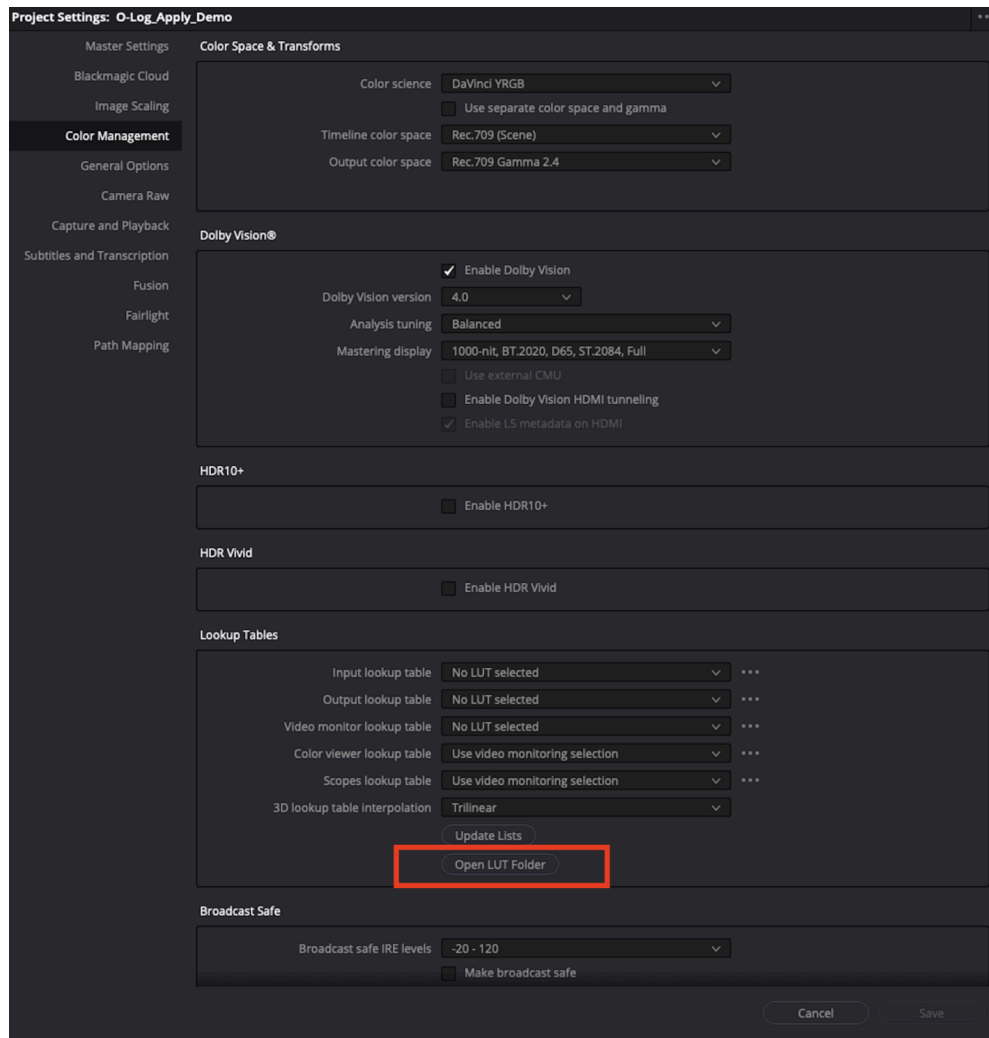 Project Settings: O-Log_Apply_Demo
Master Settings
Blackmagic Cloud
Image Scaling
Color Management
General Options
Camera Raw
Capture and Playback
Subtitles and Transcription
Fusion
Fairlight
Path Mapping
Color Space & Transforms
Color science DaVinci YRGB
Use separate color space and gamma
Timeline color space Rec.709 (Scene)
Output color space Rec.709 Gamma 2.4
Dolby Vision®
Enable Dolby Vision
Dolby Vision version 4.0
Analysis tuning Balanced
Mastering display 1000-nit, BT.2020, D65, ST.2084, Full
Use external CMU
Enable Dolby Vision HDMI tunneling
Enable L5 metadata on HDMI
HDR10+
Enable HDR10+
HDR Vivid
Enable HDR Vivid
Lookup Tables
Input lookup table No LUT selected
Output lookup table No LUT selected
Video monitor lookup table No LUT selected
Color viewer lookup table Use video monitoring selection
Scopes lookup table Use video monitoring selection
3D lookup table interpolation Trilinear
Update Lists
Open LUT Folder
Broadcast Safe
Broadcast safe IRE levels -20 - 120
Make broadcast safe
Cancel Save